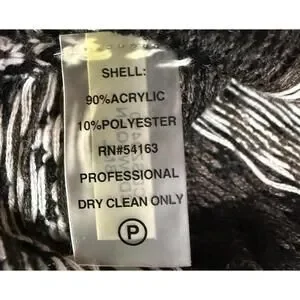 SHELL:
90%ACRYLIC
10%POLYESTER
RN#54163
PROFESSIONAL
DRY CLEAN ONLY
P